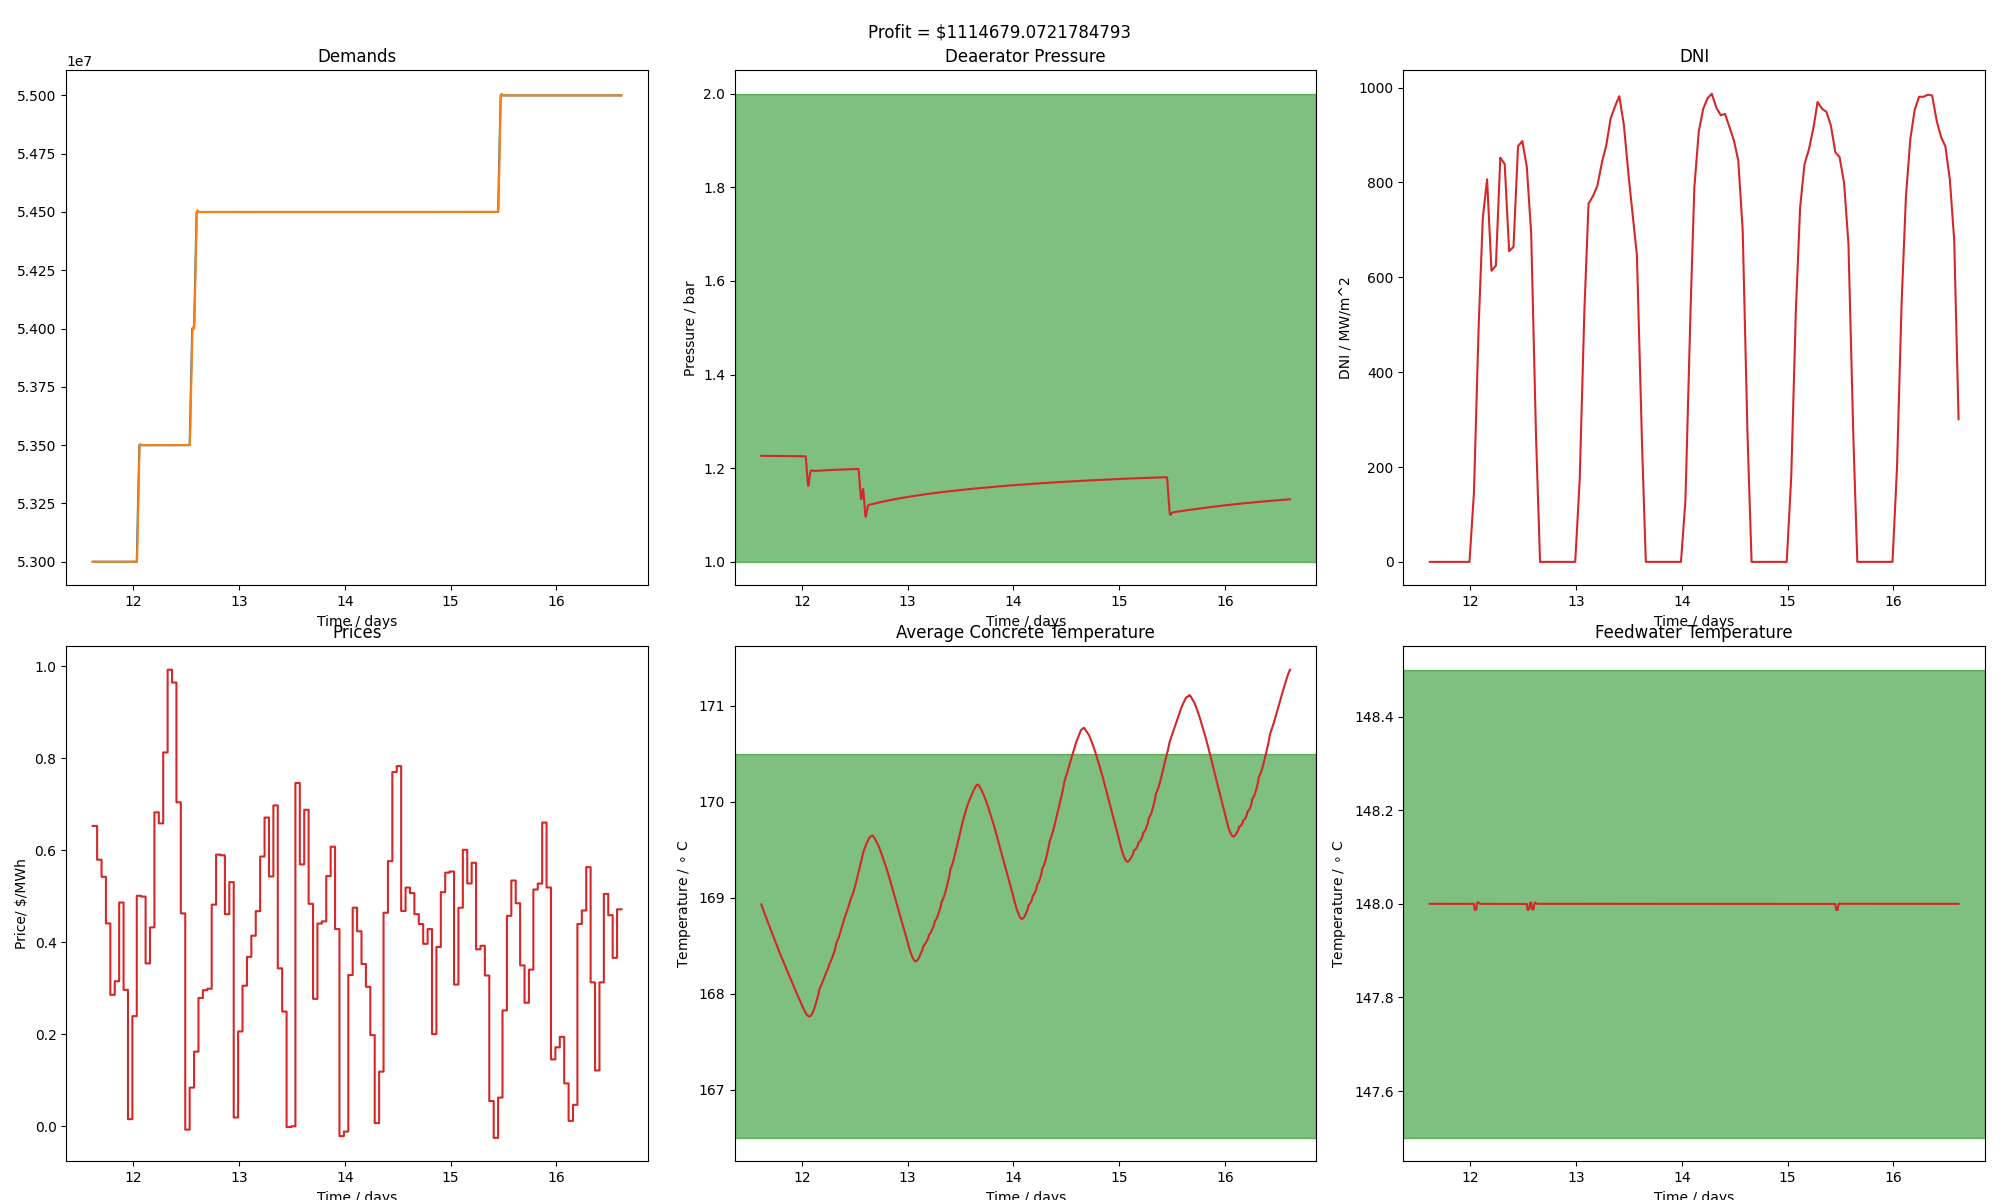 Profit = $1114679.0721784793
Demands
1e7
5.500
5.475
5.450
5.425
5.400
5.375
5.350
5.325
5.300
12 13 14 15 16
Time / days
Deaerator Pressure
Pressure / bar
2.0
1.8
1.6
1.4
1.2
1.0
12 13 14 15 16
Time / days
DNI
DNI / MW/m^2
1000
800
600
400
200
0
12 13 14 15 16
Time / days
Prices
Price/ $/MWh
1.0
0.8
0.6
0.4
0.2
0.0
12 13 14 15 16
Time / days
Average Concrete Temperature
Temperature / ∘ C
171
170
169
168
167
12 13 14 15 16
Time / days
Feedwater Temperature
Temperature / ∘ C
148.4
148.2
148.0
147.8
147.6
12 13 14 15 16
Time / days